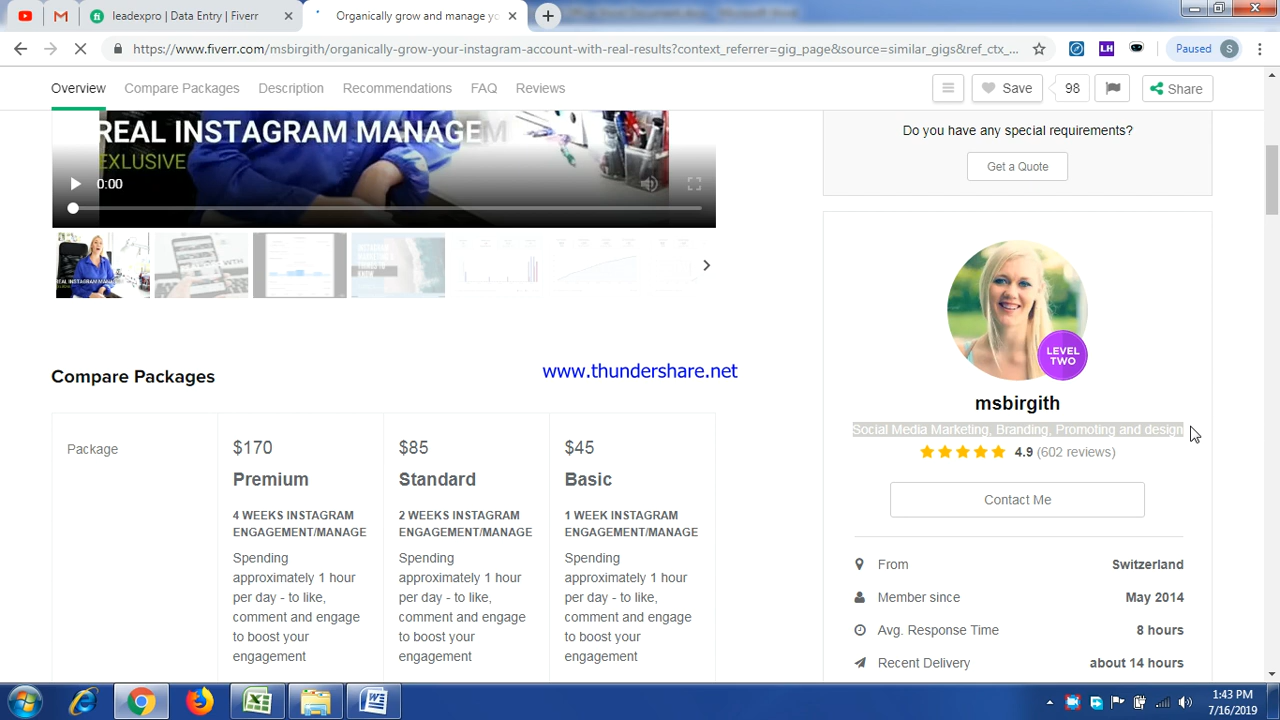 leadexpro | Data Entry | Fiverr
Organically grow and manage yo
Paused
S
https://www.fiverr.com/msbirgith/organically-grow-your-instagram-account-with-real-results?context_referrer=gig_page&source=similar_gigs&ref_ctx_...
LH
Overview
Compare Packages
Description
Recommendations
FAQ
Reviews
Save
98
Share
REAL INSTAGRAM MANAGEM
EXCLUSIVE
0:00
Do you have any special requirements?
Get a Quote
REAL INSTAGRAM MANAG
LEVEL
TWO
msbirgith
Social Media Marketing, Branding, Promoting and design
4.9 (602 reviews)
Contact Me
From Switzerland
Member since May 2014
Avg. Response Time 8 hours
Recent Delivery about 14 hours
www.thundershare.net
Compare Packages
Package
$170
Premium
4 WEEKS INSTAGRAM
ENGAGEMENT/MANAGE
Spending
approximately 1 hour
per day - to like,
comment and engage
to boost your
engagement
$85
Standard
2 WEEKS INSTAGRAM
ENGAGEMENT/MANAGE
Spending
approximately 1 hour
per day - to like,
comment and engage
to boost your
engagement
$45
Basic
1 WEEK INSTAGRAM
ENGAGEMENT/MANAGE
Spending
approximately 1 hour
per day - to like,
comment and engage
to boost your
engagement
1:43 PM
7/16/2019